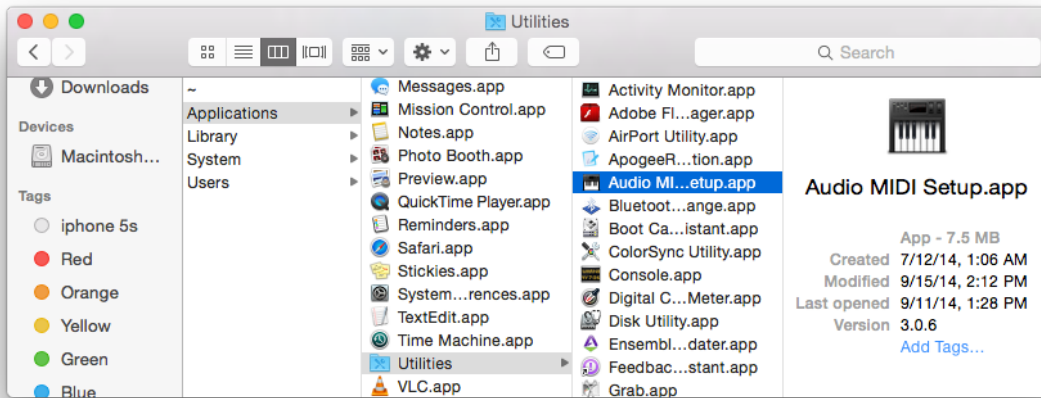 Utilities
Search
Downloads
Devices
Macintosh...
Tags
iphone 5s
Red
Orange
Yellow
Green
Blue
~
Applications
Library
System
Users
Messages.app
Mission Control.app
Notes.app
Photo Booth.app
Preview.app
QuickTime Player.app
Reminders.app
Safari.app
Stickies.app
System...rences.app
TextEdit.app
Time Machine.app
Utilities
VLC.app
Activity Monitor.app
Adobe Fl...ager.app
AirPort Utility.app
ApogeeR...tion.app
Audio MI...etup.app
Bluetoot...ange.app
Boot Ca...istant.app
ColorSync Utility.app
Console.app
Digital C...Meter.app
Disk Utility.app
Ensembl...dater.app
Feedbac...stant.app
Grab.app
Audio MIDI Setup.app
App - 7.5 MB
Created 7/12/14, 1:06 AM
Modified 9/15/14, 2:12 PM
Last opened 9/11/14, 1:28 PM
Version 3.0.6
Add Tags...